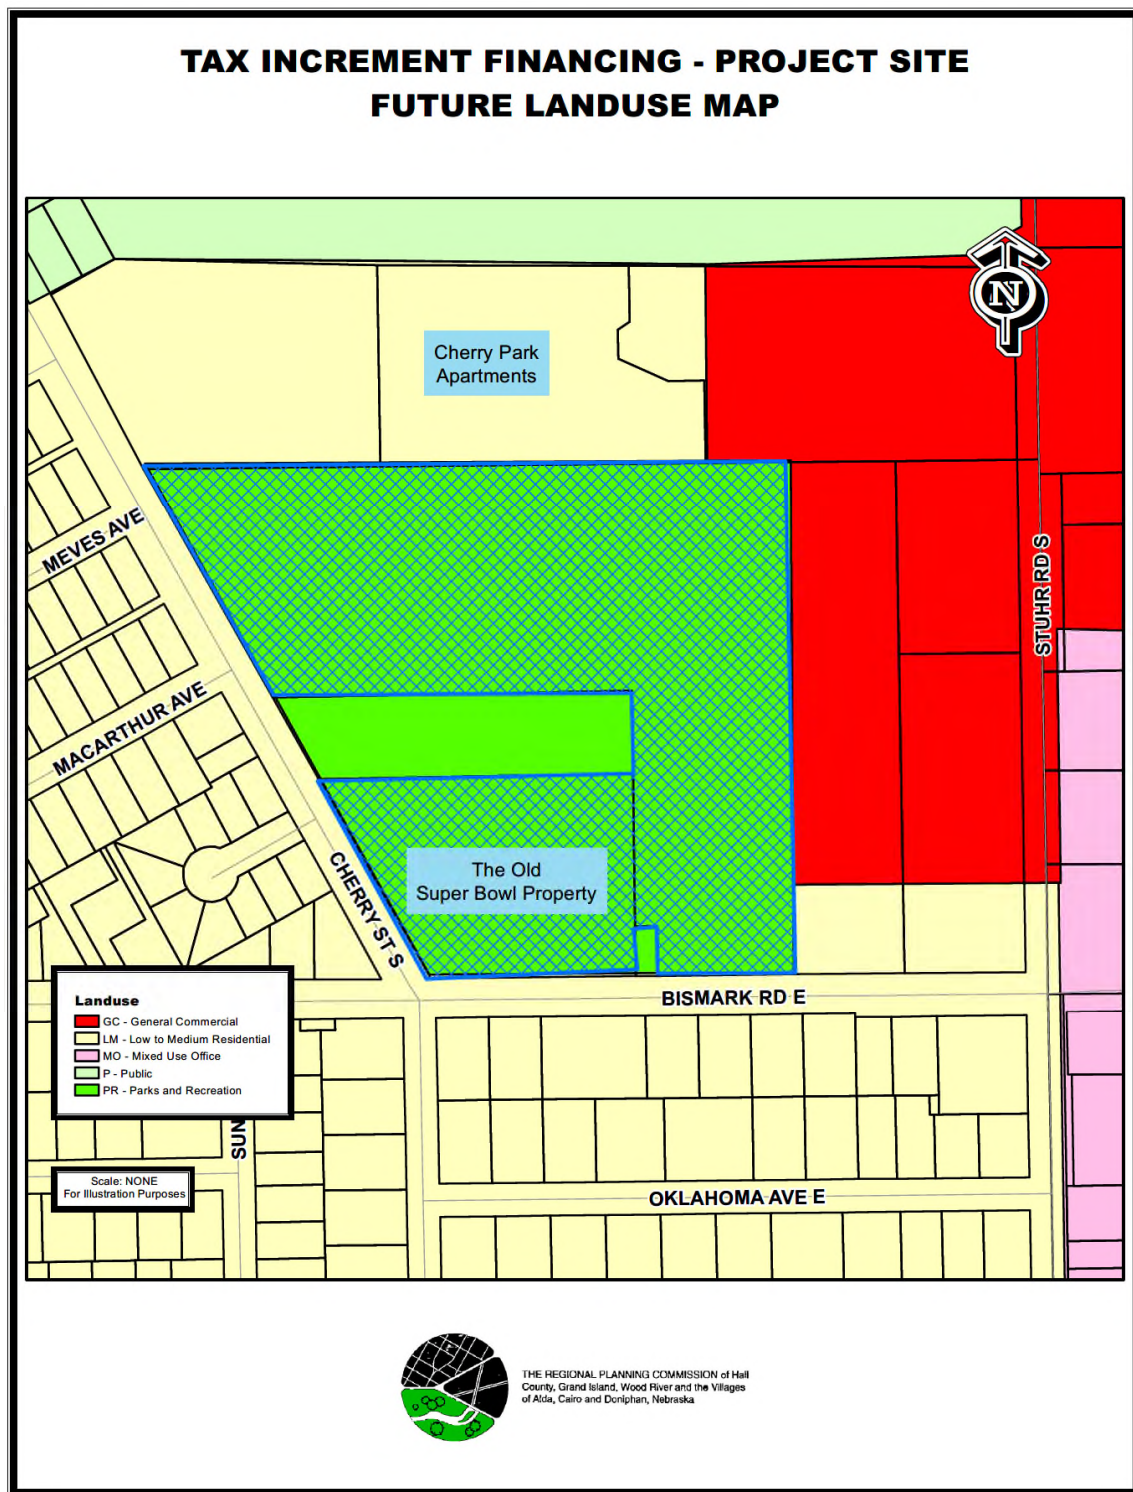 TAX INCREMENT FINANCING - PROJECT SITE
FUTURE LANDUSE MAP
N
Cherry Park
Apartments
MEVES AVE
STUHR RD S
MACARTHUR AVE
CHERRY ST S
The Old
Super Bowl Property
BISMARK RD E
Landuse
GC - General Commercial
LM - Low to Medium Residential
MO - Mixed Use Office
P - Public
PR - Parks and Recreation
SUN
Scale: NONE
For Illustration Purposes
OKLAHOMA AVE E
THE REGIONAL PLANNING COMMISSION of Hall
County, Grand Island, Wood River and the Villages
of Alda, Cairo and Doniphan, Nebraska